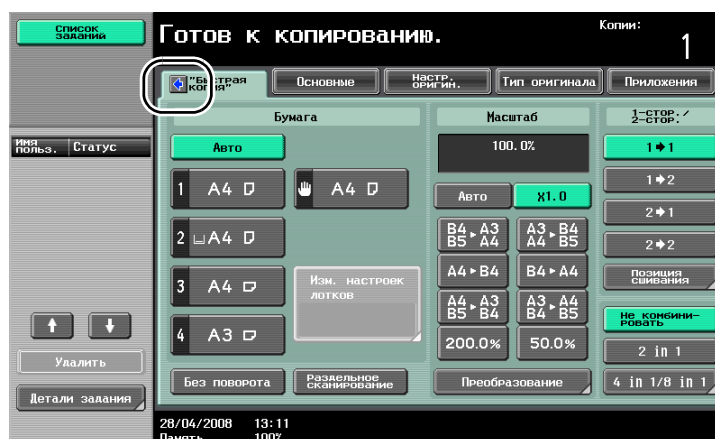 Список
задания
Готов к копированию.
Копии:
1
"Быстрая
копия"
Основные
Настр.
оригин.
Тип оригинала
Приложения
Имя
польз.
Статус
Бумага
Авто
1 A4
A4
2 A4
3 A4
4 A3
Изм. настроек
лотков
Без поворота
Раздельное
сканирование
Масштаб
100.0%
Авто
x1.0
B4▸A3
B5▸A4
A3▸B4
A4▸B5
A4▸B4
B4▸A4
A4▸A3
B5▸B4
A3▸A4
B4▸B5
200.0%
50.0%
Преобразование
1-стор./
2-стор.
1➔1
1➔2
2➔1
2➔2
Позиция
сшивания
Не комбини-
ровать
2 in 1
4 in 1/8 in 1
Удалить
Детали задания
28/04/2008 13:11
Память 100%